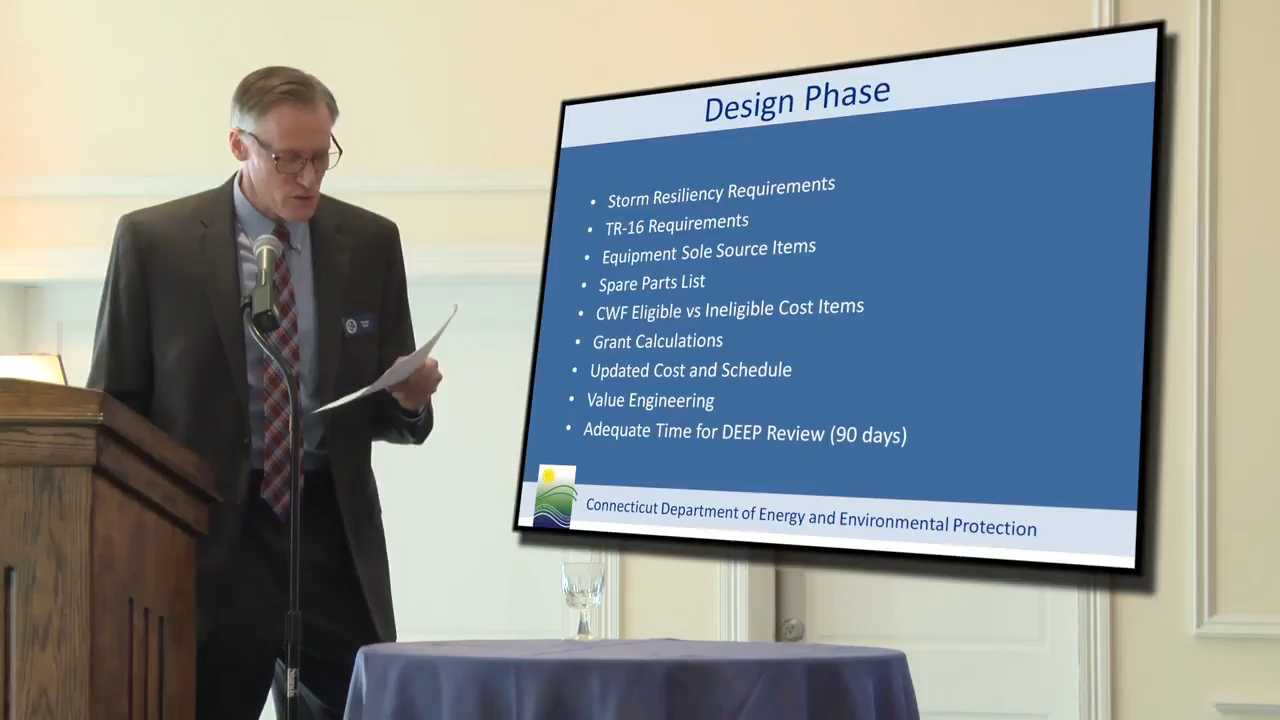 Design Phase
• Storm Resiliency Requirements
• TR-16 Requirements
• Equipment Sole Source Items
• Spare Parts List
• CWF Eligible vs Ineligible Cost Items
• Grant Calculations
• Updated Cost and Schedule
• Value Engineering
• Adequate Time for DEEP Review (90 days)
Connecticut Department of Energy and Environmental Protection